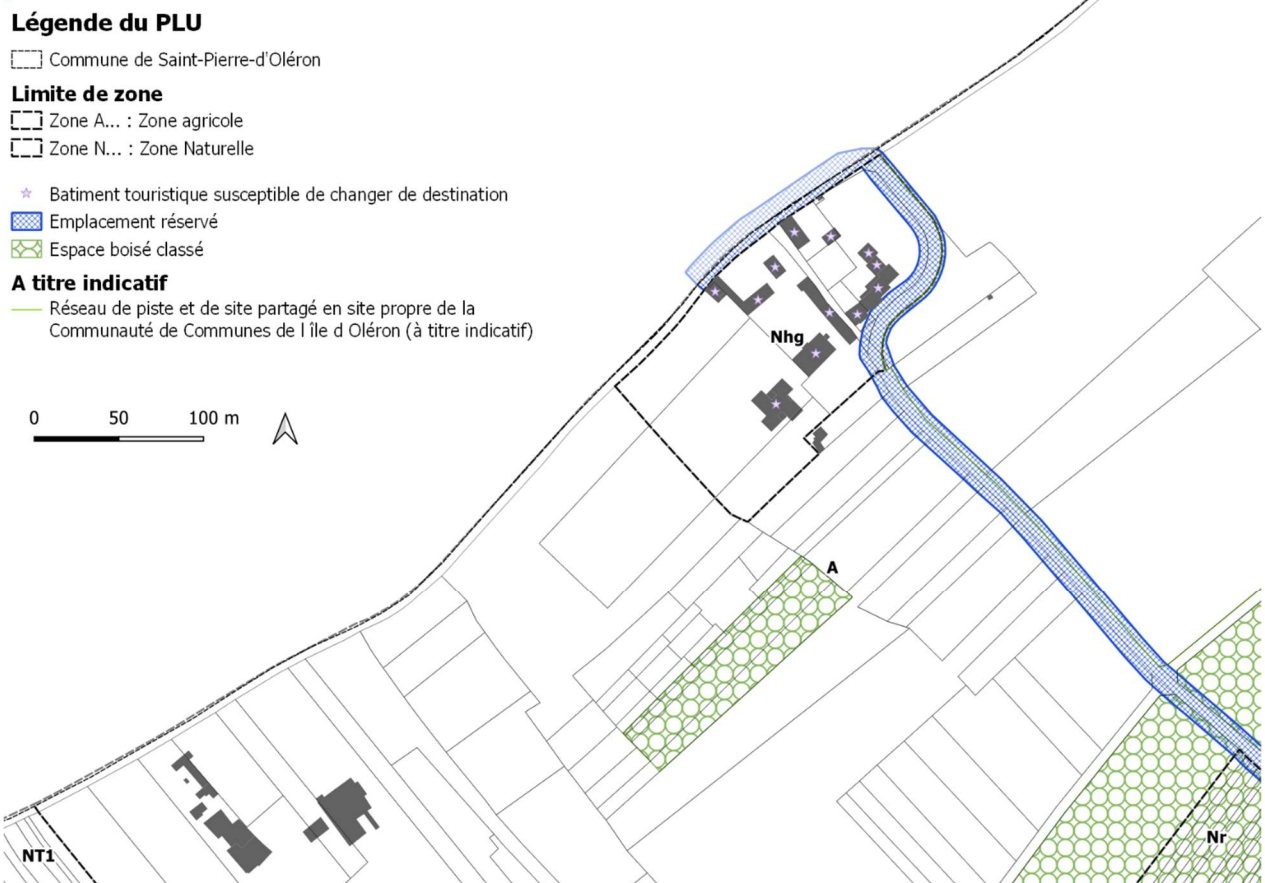 Légende du PLU
Commune de Saint-Pierre-d'Oléron
Limite de zone
Zone A... : Zone agricole
Zone N... : Zone Naturelle
Batiment touristique susceptible de changer de destination
Emplacement réservé
Espace boisé classé
A titre indicatif
Réseau de piste et de site partagé en site propre de la
Communauté de Communes de l île d Oléron (à titre indicatif)
0 50 100 m
Nhg
A
NT1
Nr